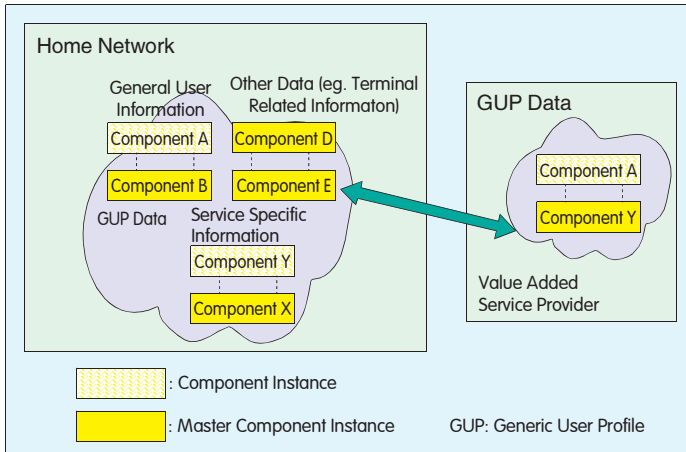 Home Network
General User
Information
Other Data (eg. Terminal
Related Informaton)
Component A
Component D
Component B
Component E
GUP Data
Service Specific
Information
Component Y
Component X
GUP Data
Component A
Component Y
Value Added
Service Provider
: Component Instance
: Master Component Instance
GUP: Generic User Profile